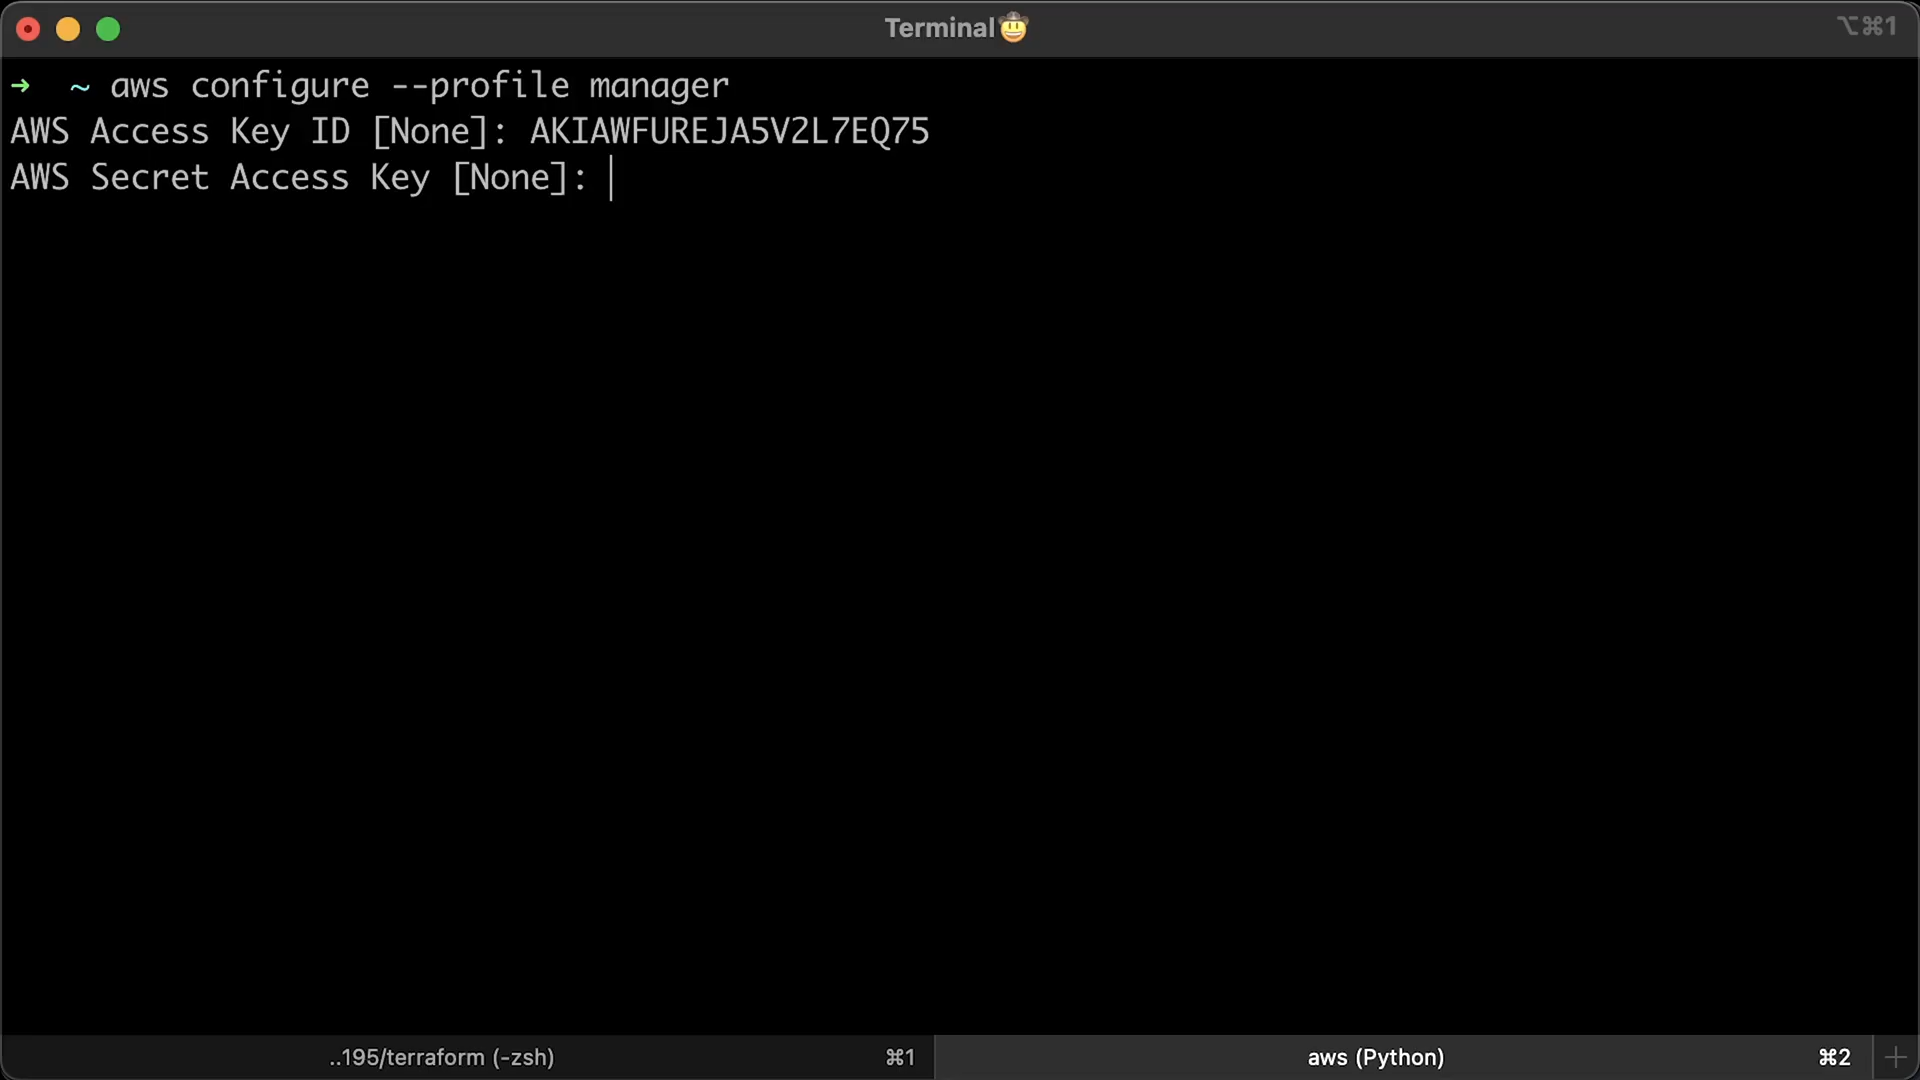 Terminal🤠
⌥⌘1
→ ~ aws configure --profile manager
AWS Access Key ID [None]: AKIAWFUREJA5V2L7EQ75
AWS Secret Access Key [None]:
..195/terraform (-zsh) ⌘1
aws (Python) ⌘2